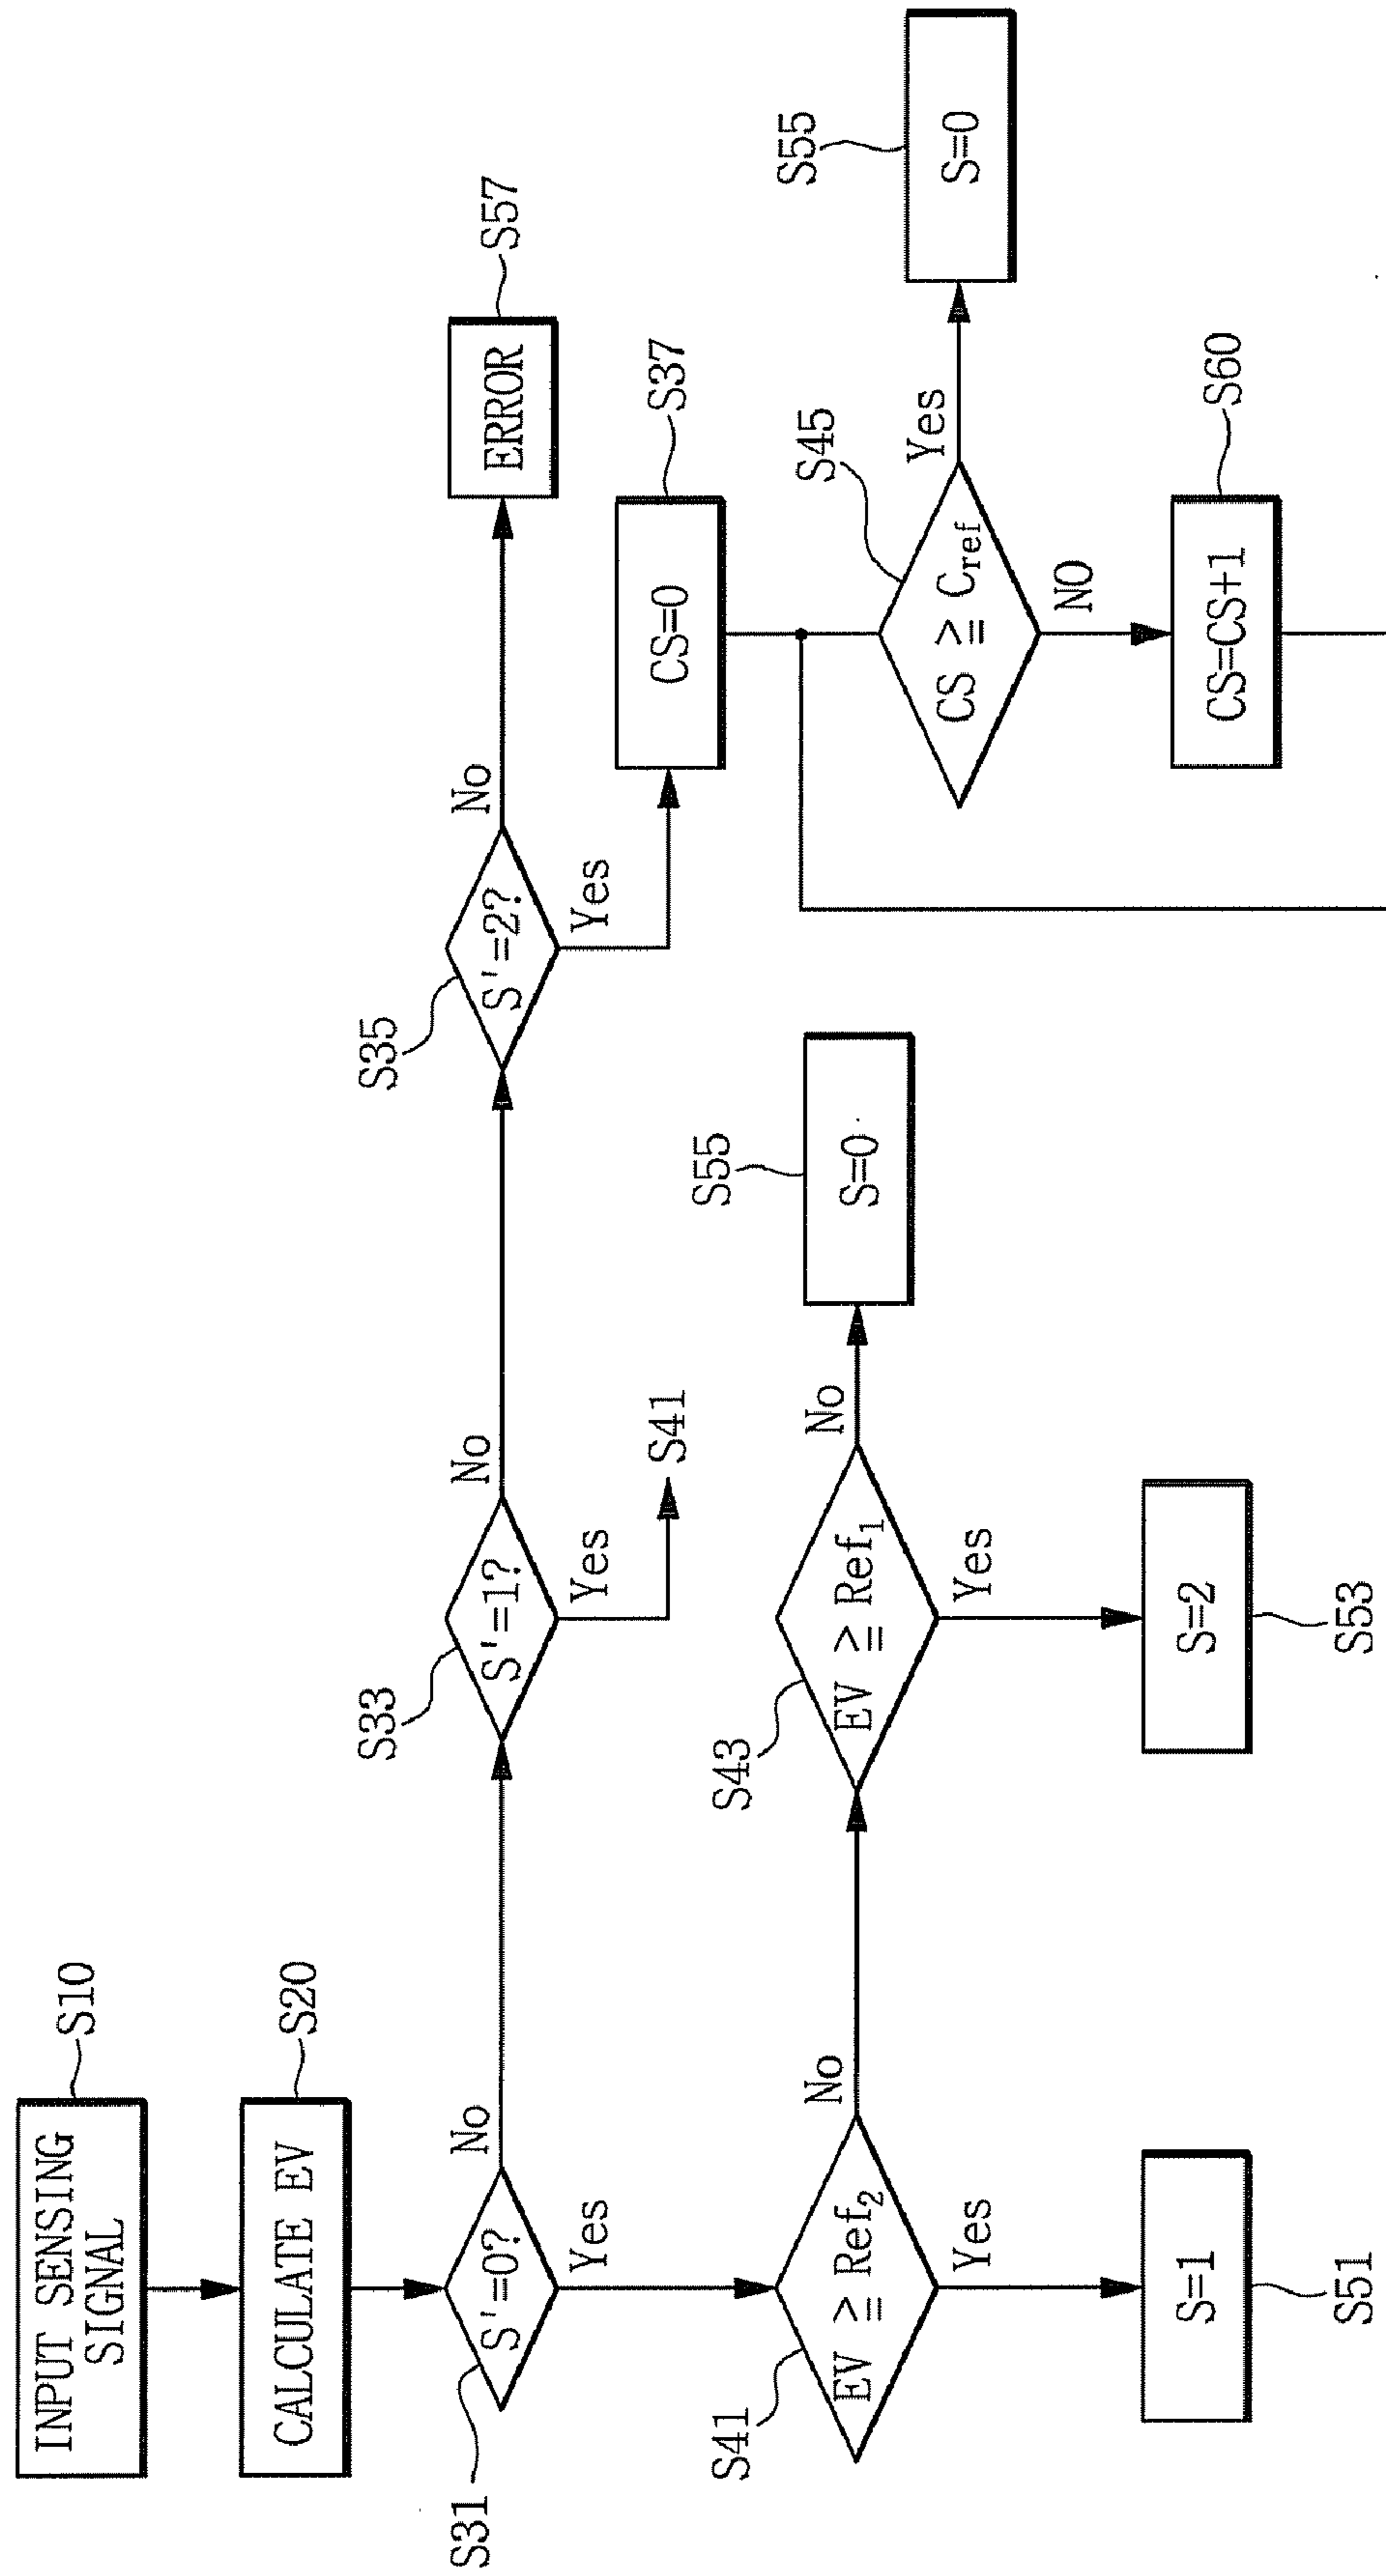 INPUT SENSING
SIGNAL
S10
CALCULATE EV
S20
S'=0?
S31
No
Yes
S'=1?
S33
No
Yes
S41
S'=2?
S35
No
Yes
ERROR
S57
CS=0
S37
EV ≧ Ref₂
S41
No
Yes
S=1
S51
EV ≧ Ref₁
S43
No
Yes
S=2
S53
S=0
S55
CS ≧ Cref
S45
Yes
NO
S=0
S55
CS=CS+1
S60